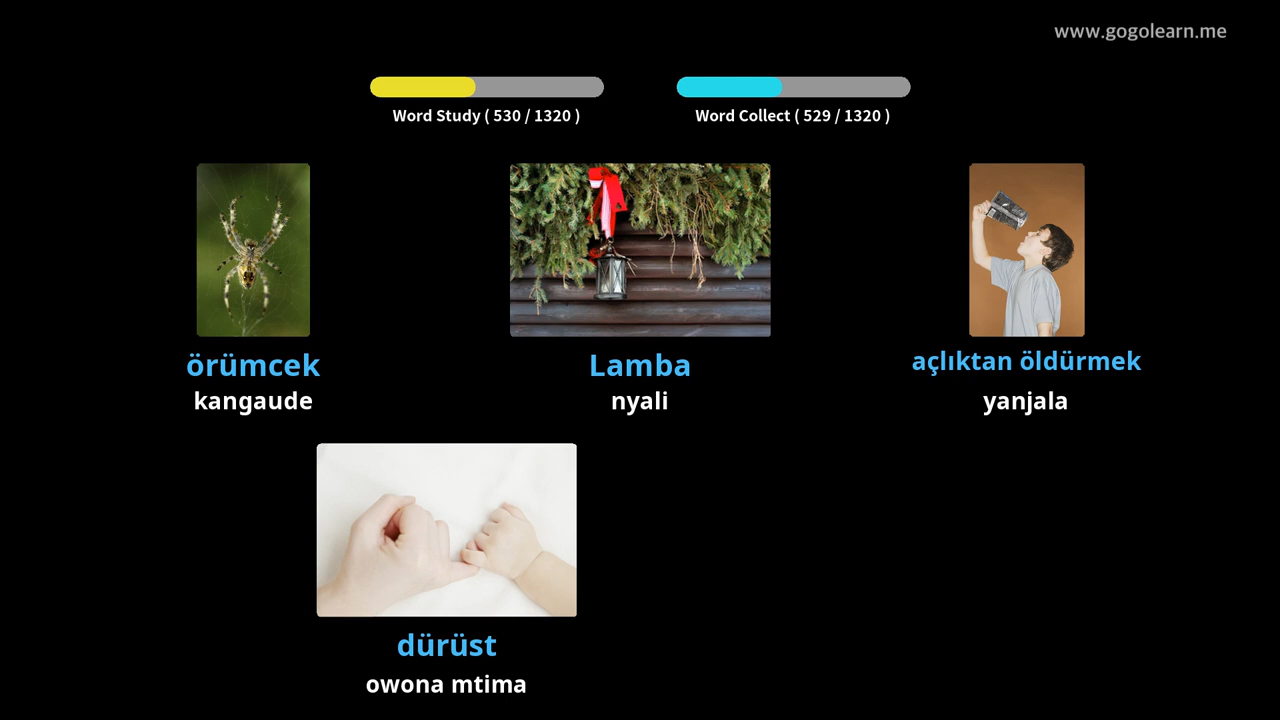 www.gogolearn.me
Word Study ( 530 / 1320 )
Word Collect ( 529 / 1320 )
örümcek
kangaude
Lamba
nyali
açlıktan öldürmek
yanjala
dürüst
owona mtima